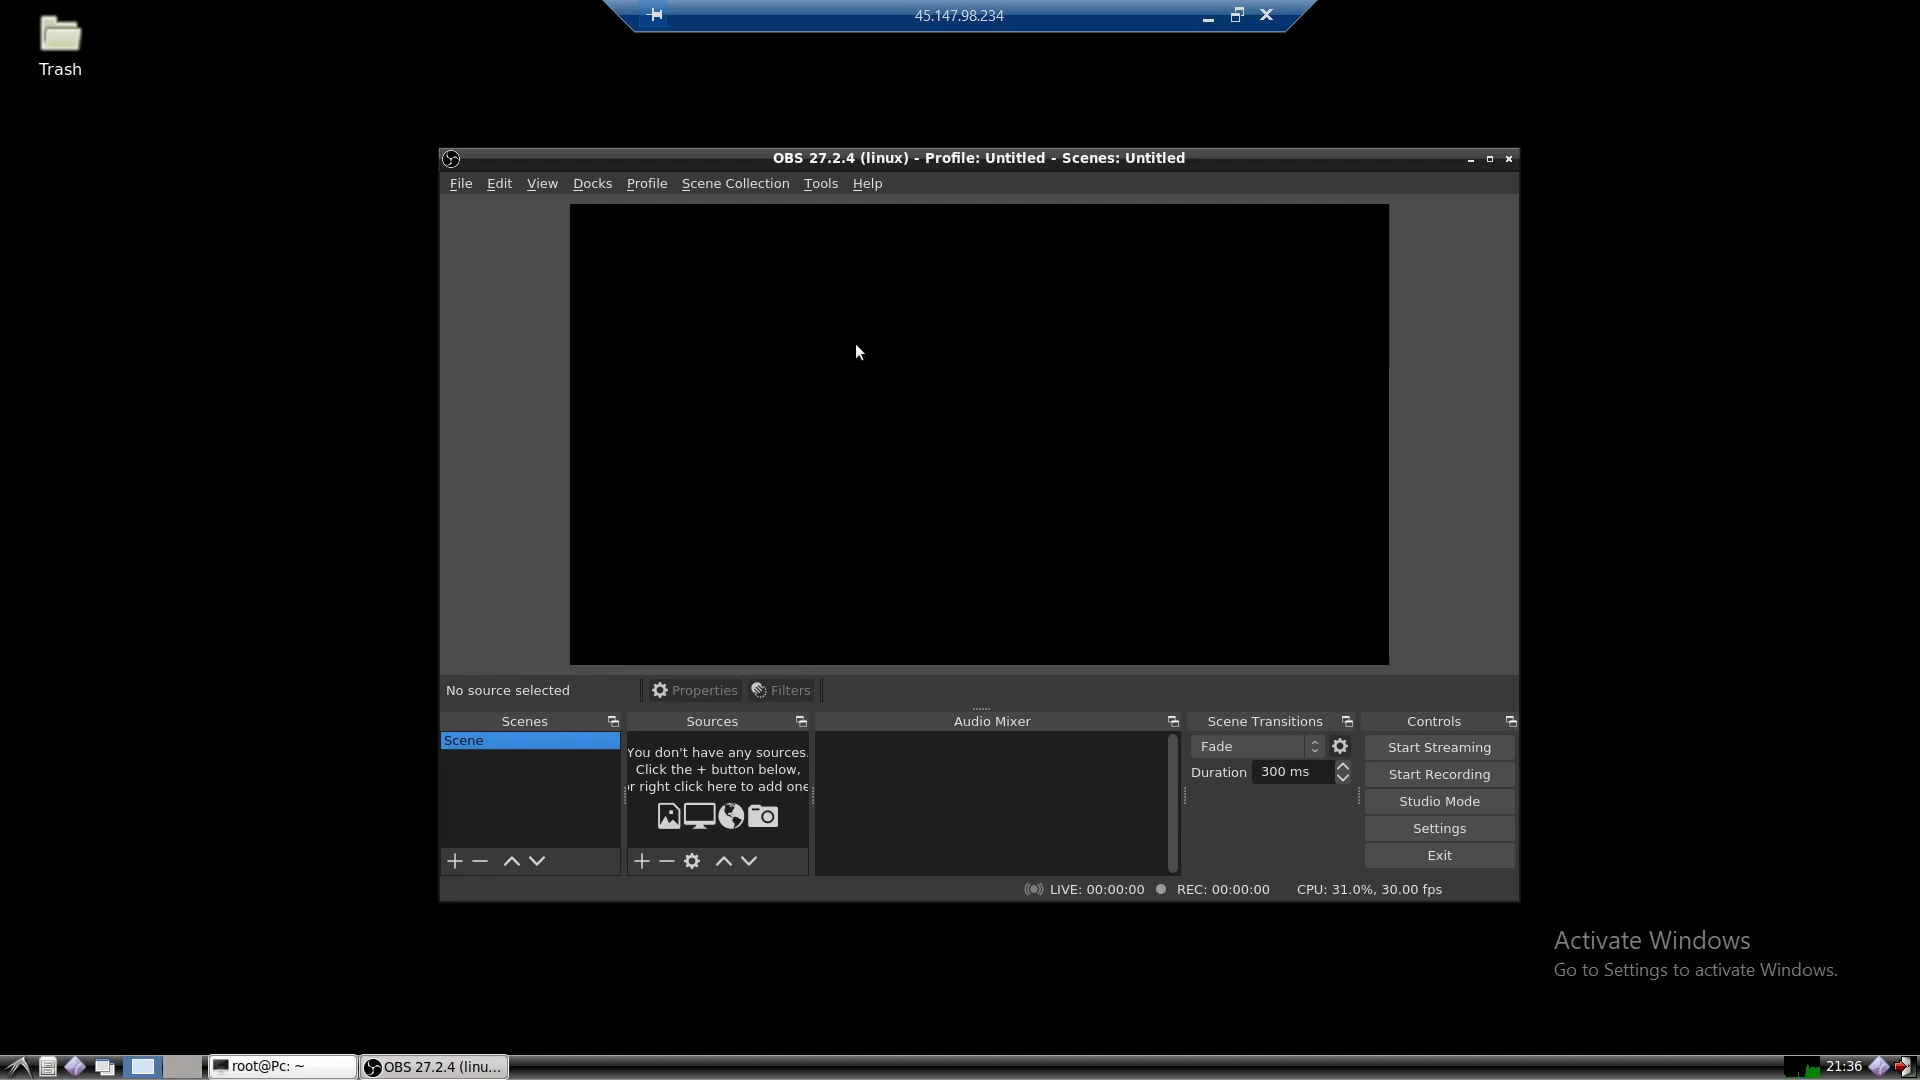 45.147.98.234
Trash
OBS 27.2.4 (linux) - Profile: Untitled - Scenes: Untitled
File Edit View Docks Profile Scene Collection Tools Help
No source selected Properties Filters
Scenes Sources Audio Mixer Scene Transitions Controls
Scene
You don't have any sources.
Click the + button below,
or right click here to add one
Fade
Duration 300 ms
Start Streaming
Start Recording
Studio Mode
Settings
Exit
LIVE: 00:00:00 REC: 00:00:00 CPU: 31.0%, 30.00 fps
Activate Windows
Go to Settings to activate Windows.
root@Pc: ~ OBS 27.2.4 (linu... 21:36